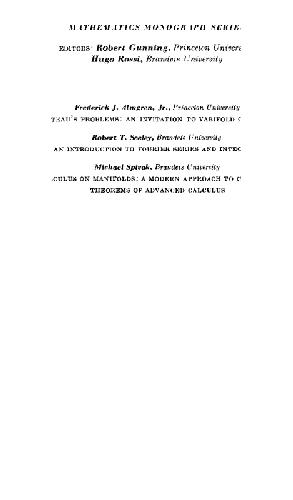 MATHEMATICS MONOGRAPH SERIE
EDITORS: Robert Gunning, Princeton Univers
Hugo Rossi, Brandeis University
Frederick J. Almgren, Jr., Princeton University
TEAU'S PROBLEMS: AN INVITATION TO VARIFOLD G
Robert T. Seeley, Brandeis University
AN INTRODUCTION TO FOURIER SERIES AND INTEG
Michael Spivak, Brandeis University
CULUS ON MANIFOLDS: A MODERN APPROACH TO C
THEOREMS OF ADVANCED CALCULUS